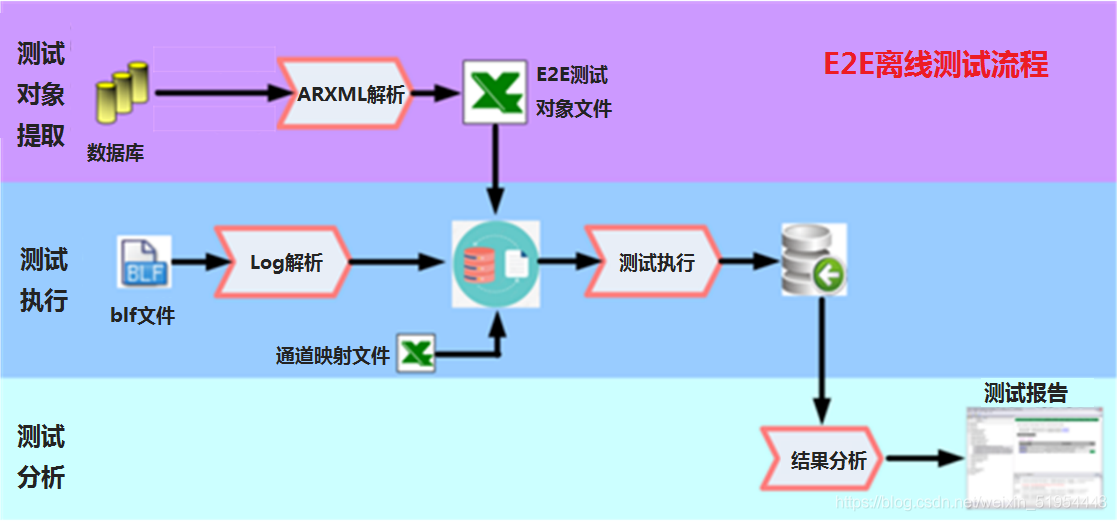 E2E离线测试流程
测试
对象
提取
数据库
ARXML解析
E2E测试
对象文件
测试
执行
BLF
blf文件
Log解析
测试执行
通道映射文件
测试
分析
结果分析
测试报告
https://blog.csdn.net/weixin_51954443